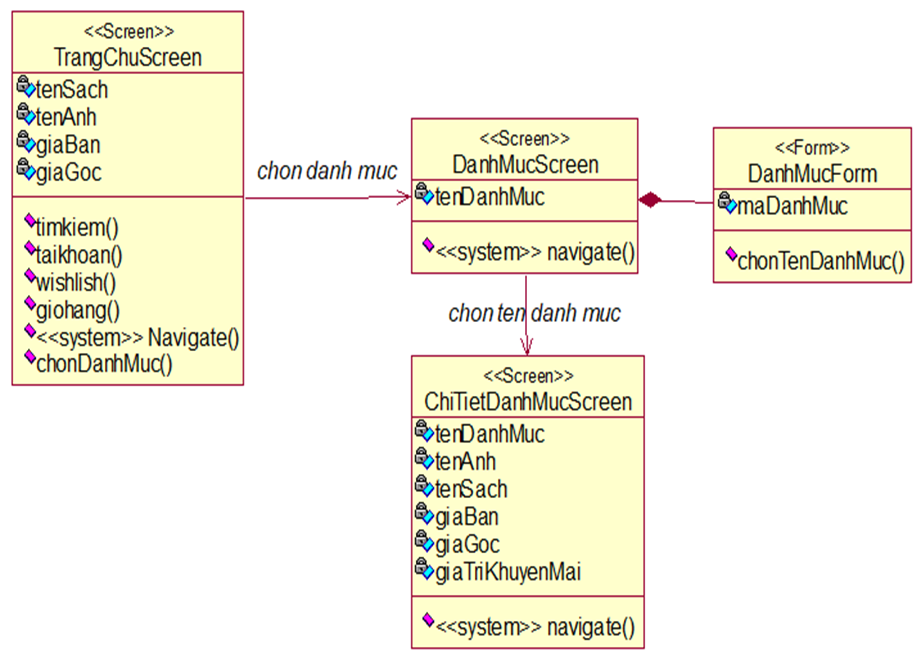 <<Screen>>
TrangChuScreen
tenSach
tenAnh
giaBan
giaGoc
timkiem()
taikhoan()
wishlish()
giohang()
<<system>> Navigate()
chonDanhMuc()
chon danh muc
<<Screen>>
DanhMucScreen
tenDanhMuc
<<system>> navigate()
<<Form>>
DanhMucForm
maDanhMuc
chonTenDanhMuc()
chon ten danh muc
<<Screen>>
ChiTietDanhMucScreen
tenDanhMuc
tenAnh
tenSach
giaBan
giaGoc
giaTriKhuyenMai
<<system>> navigate()